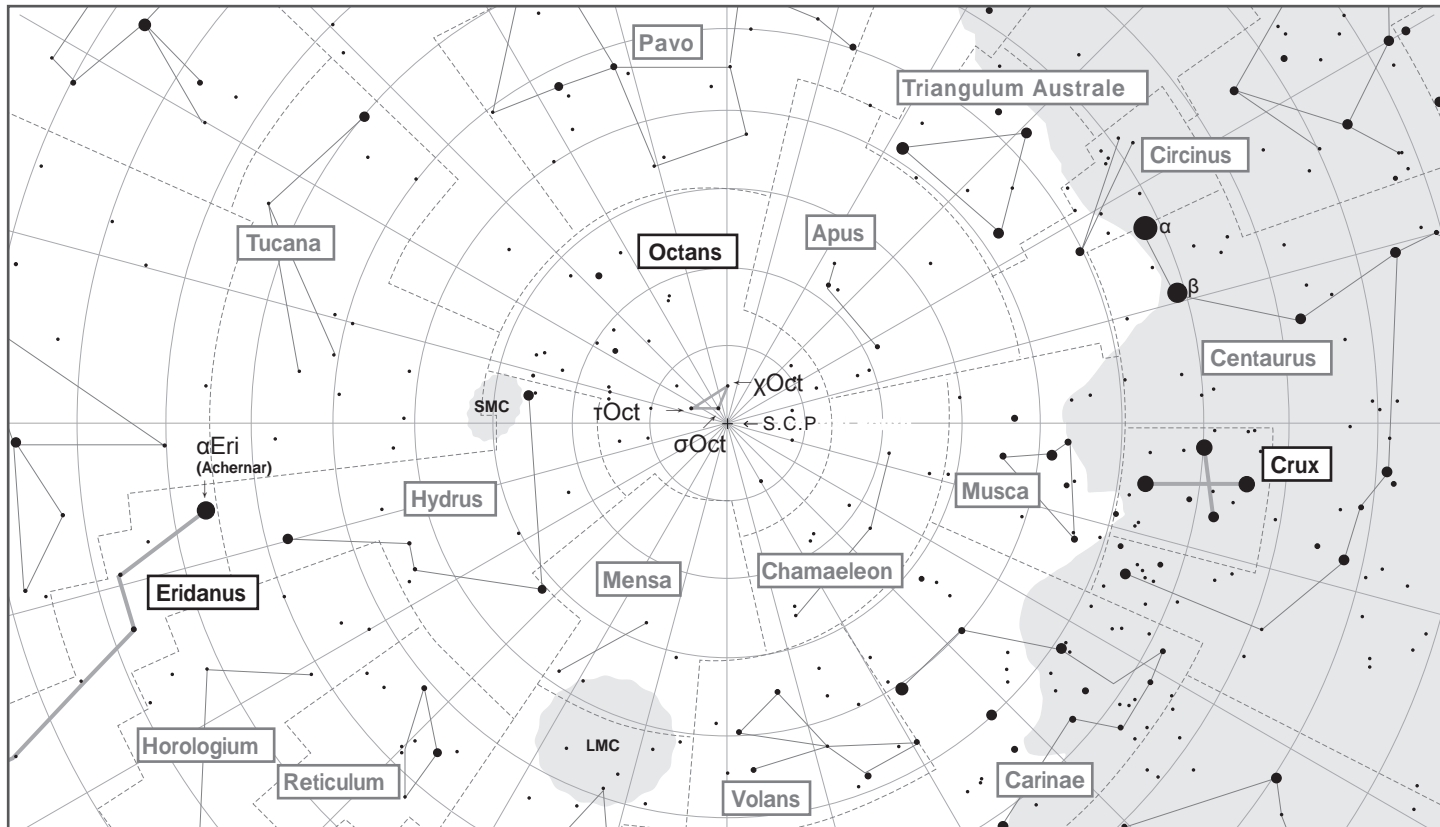 Pavo
Triangulum Australe
Circinus
α
Tucana
Octans
Apus
β
Centaurus
χOct
SMC
τOct
S.C.P
σOct
αEri
(Achernar)
Crux
Hydrus
Musca
Mensa
Chamaeleon
Eridanus
Horologium
LMC
Reticulum
Volans
Carinae